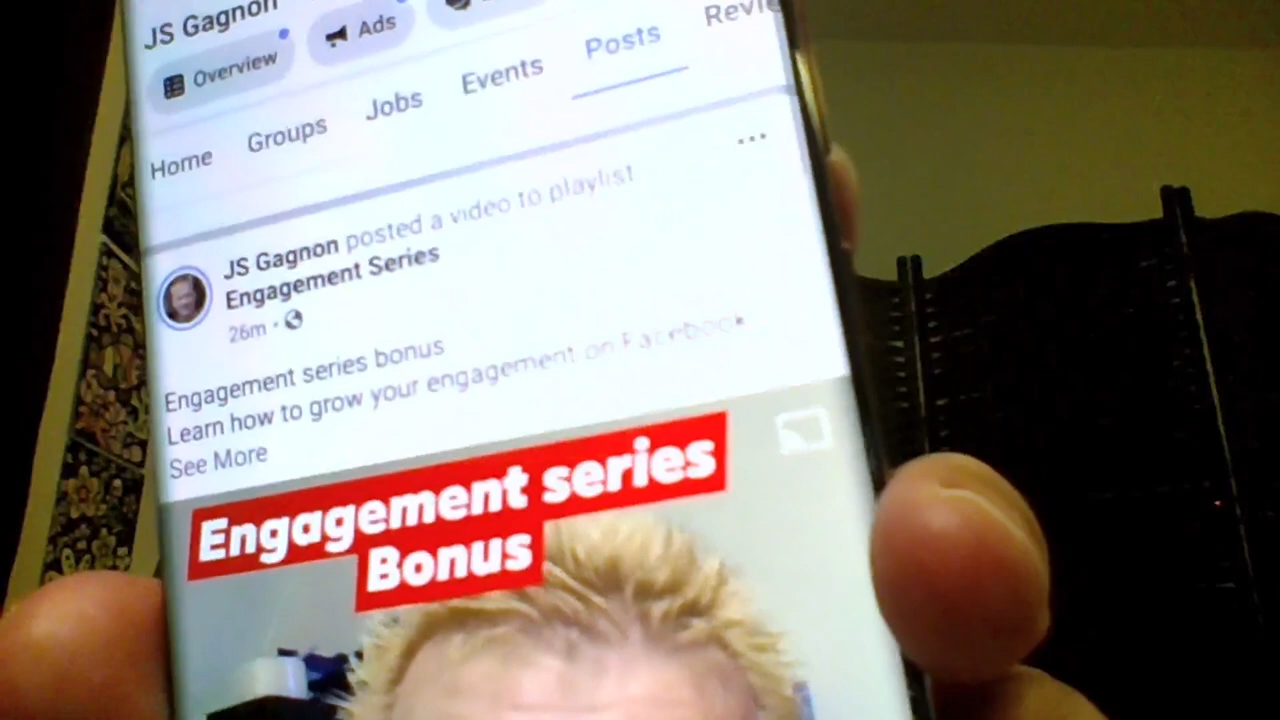 JS Gagnon
Overview
Ads
Home Groups Jobs Events Posts Revie
JS Gagnon posted a video to playlist
Engagement Series
26m ·
Engagement series bonus
Learn how to grow your engagement on Facebook
See More
Engagement series
Bonus